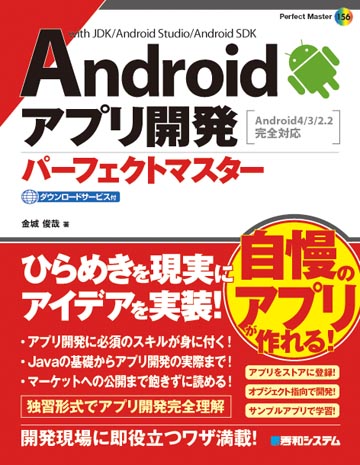 Perfect Master 156
with JDK/Android Studio/Android SDK
Android
アプリ開発
[Android4/3/2.2
完全対応]
パーフェクトマスター
ダウンロードサービス付
金城 俊哉 著
ひらめきを現実に
アイデアを実装!
自慢の
アプリが
作れる!
・アプリ開発に必須のスキルが身に付く!
・Javaの基礎からアプリ開発の実際まで!
・マーケットへの公開まで飽きずに読める!
アプリをストアに登録!
オブジェクト指向で開発!
サンプルアプリで学習!
独習形式でアプリ開発完全理解
開発現場に即役立つワザ満載!
秀和システム